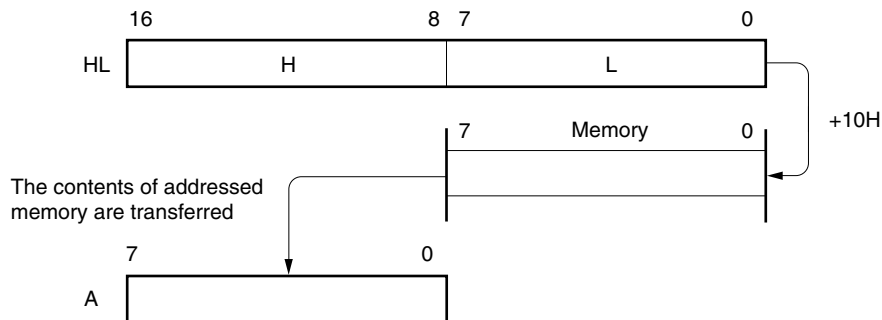 16 8 7 0
HL H L
+10H
7 Memory 0
The contents of addressed
memory are transferred
7 0
A